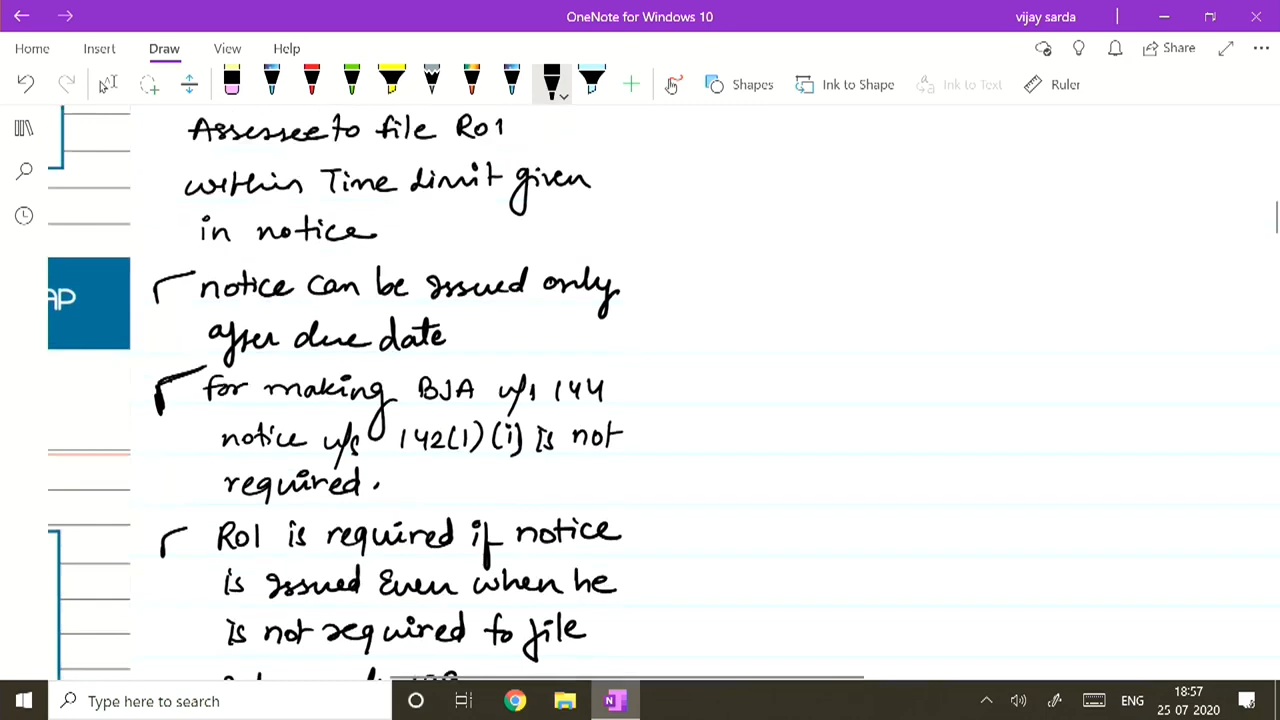 OneNote for Windows 10
vijay sarda
Home Insert Draw View Help
Share
Shapes Ink to Shape Ink to Text Ruler
Assessee to file ROI
within Time limit given
in notice
notice can be issued only
after due date
for making BJA u/s 144
notice u/s 142(1)(i) is not
required.
ROI is required if notice
is issued Even when he
is not required to file
AP
Type here to search
ENG
18:57
25 07 2020